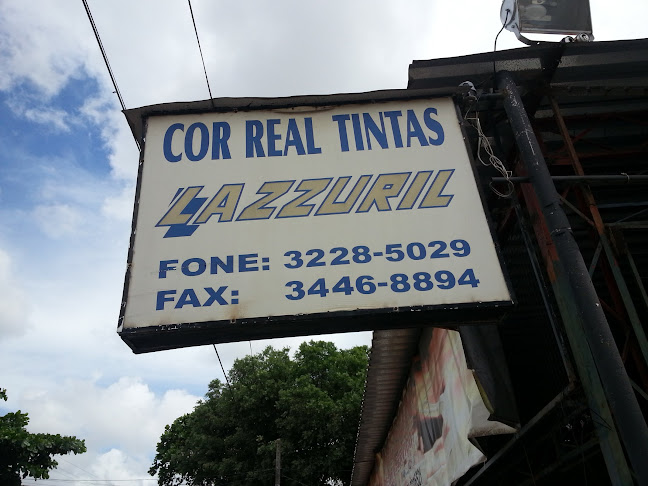 COR REAL TINTAS
LAZZURIL
FONE: 3228-5029
FAX: 3446-8894